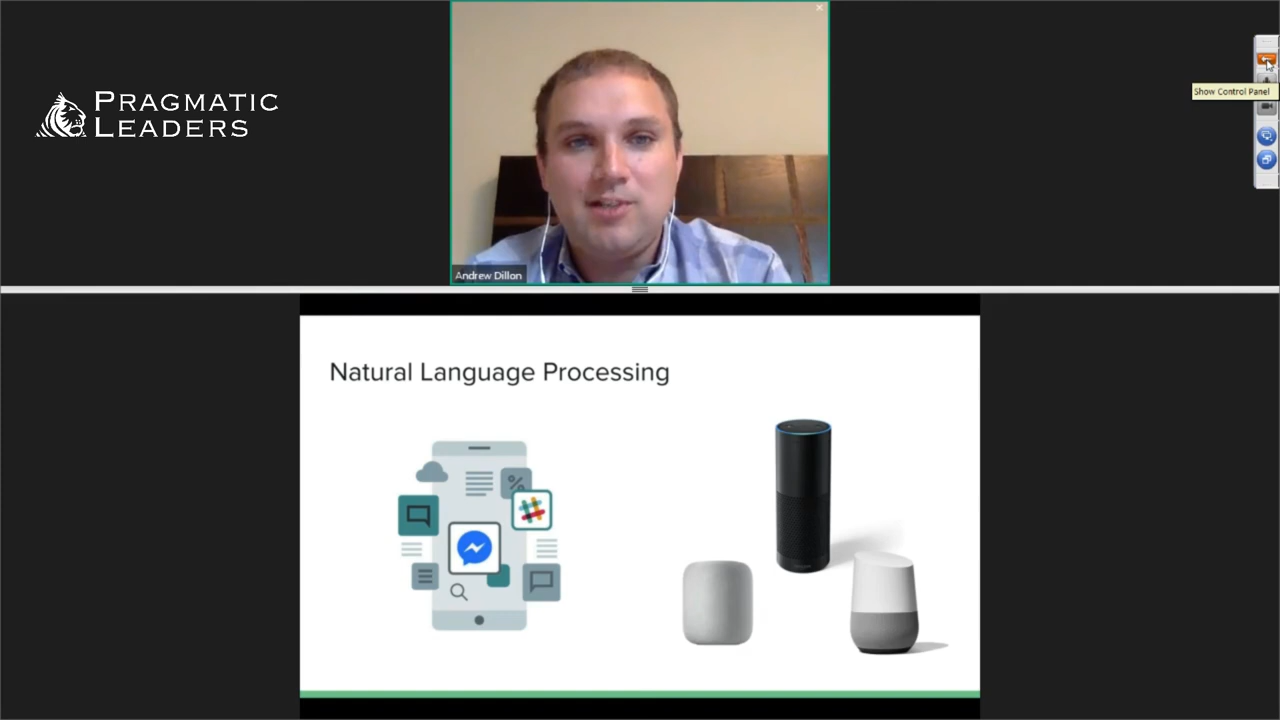 PRAGMATIC
LEADERS
Show Control Panel
Andrew Dillon
Natural Language Processing
%